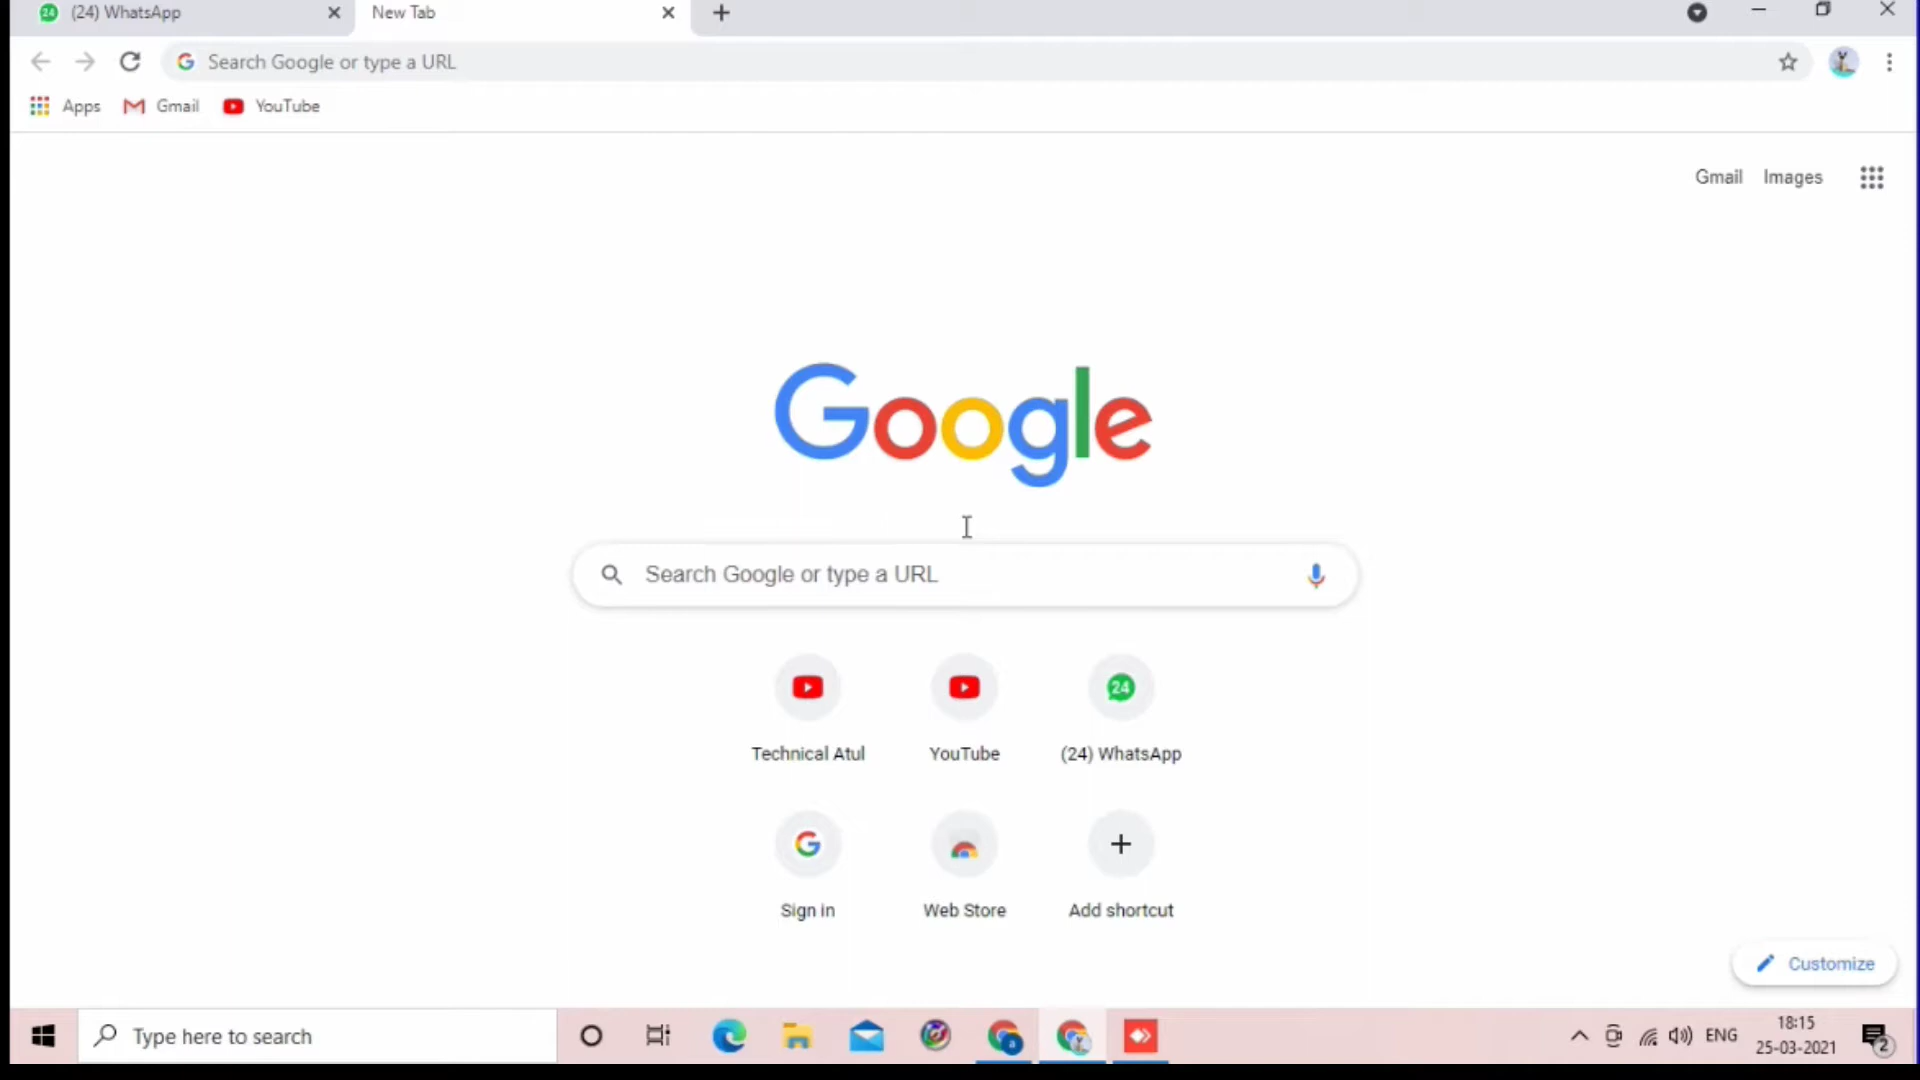 24 (24) WhatsApp New Tab
Search Google or type a URL
Apps Gmail YouTube
Gmail Images
Google
Search Google or type a URL
24
Technical Atul YouTube (24) WhatsApp
Sign in Web Store Add shortcut
Customize
Type here to search
a
ENG
18:15
25-03-2021
2